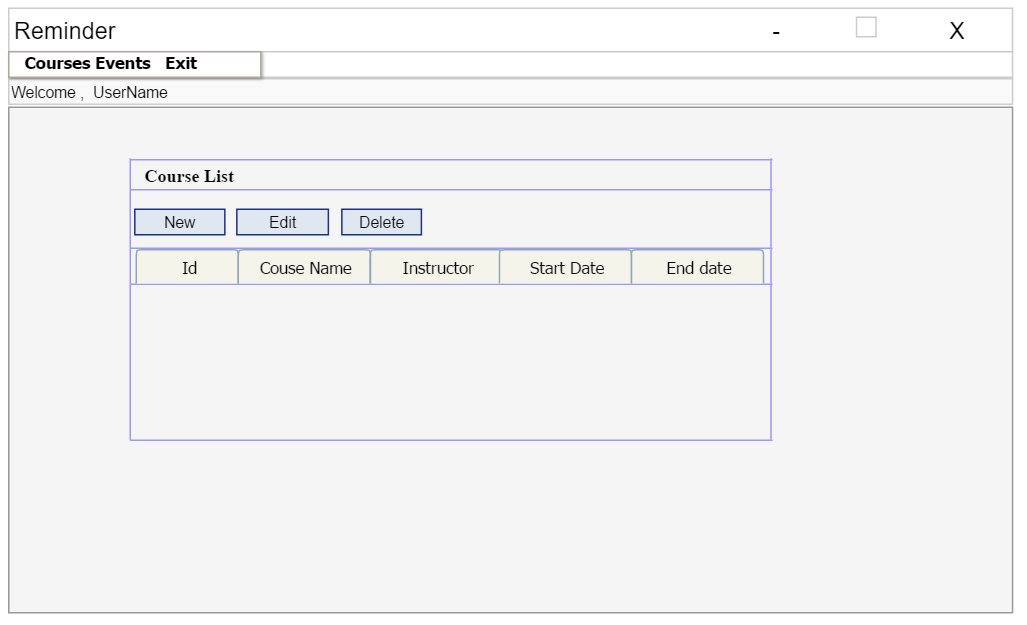 Reminder - X
Courses Events Exit
Welcome , UserName
Course List
New Edit Delete
Id Couse Name Instructor Start Date End date